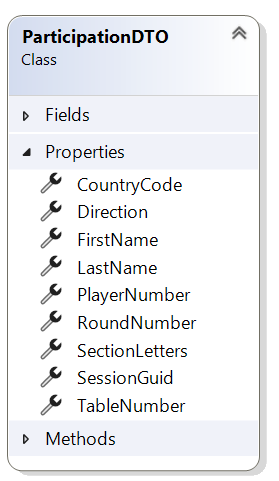 ParticipationDTO
Class
Fields
Properties
CountryCode
Direction
FirstName
LastName
PlayerNumber
RoundNumber
SectionLetters
SessionGuid
TableNumber
Methods